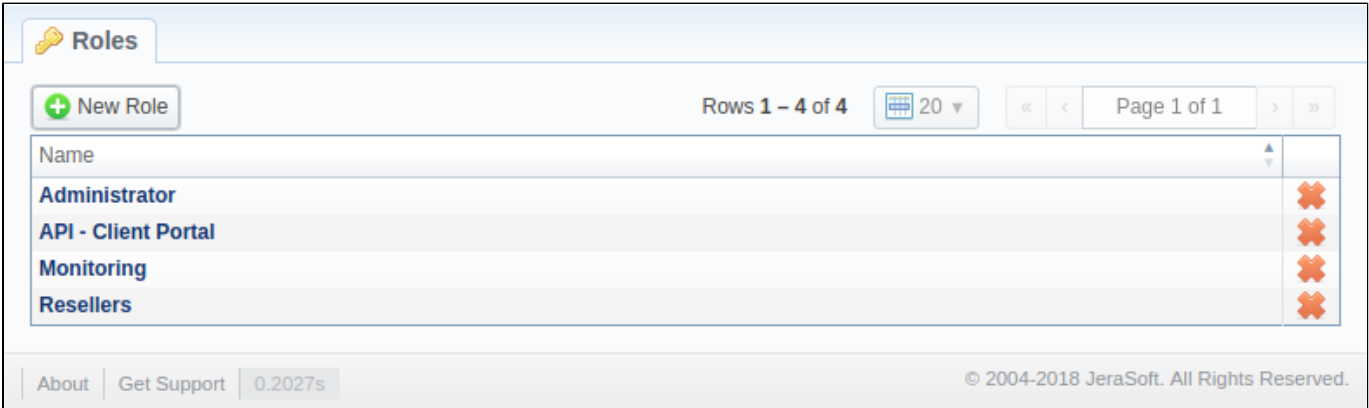 Roles
New Role
Rows 1 – 4 of 4
20 ▾
« ‹ Page 1 of 1 › »
Name
Administrator
API - Client Portal
Monitoring
Resellers
About
Get Support
0.2027s
© 2004-2018 JeraSoft. All Rights Reserved.